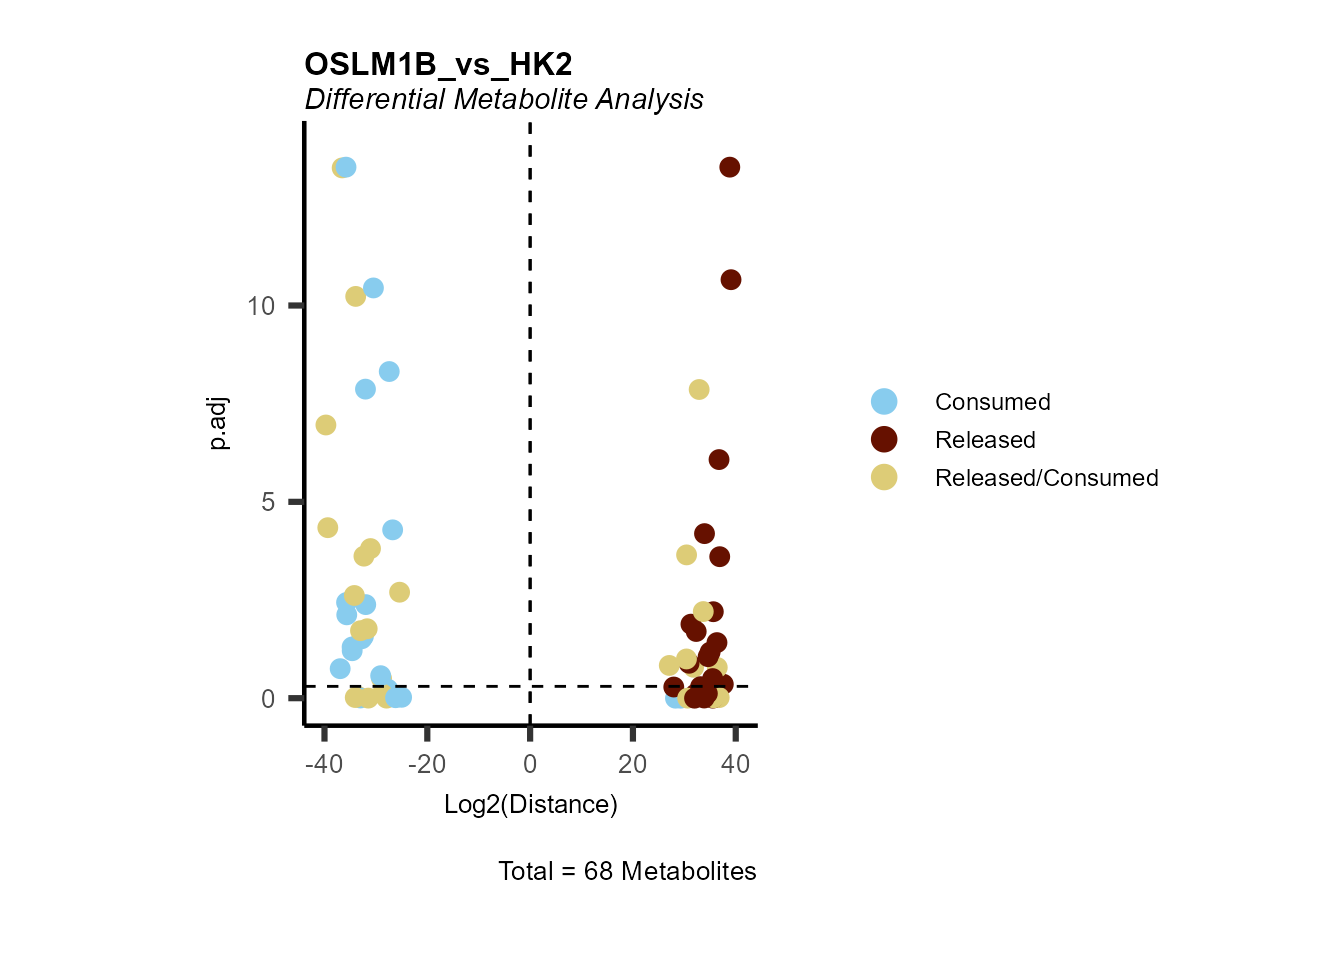 OSLM1B_vs_HK2
Differential Metabolite Analysis
p.adj
10
5
0
-40
-20
0
20
40
Log2(Distance)
Consumed
Released
Released/Consumed
Total = 68 Metabolites